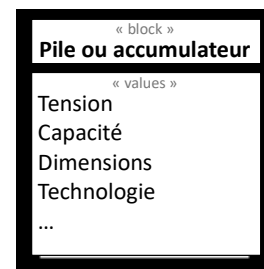 « block »
Pile ou accumulateur
« values »
Tension
Capacité
Dimensions
Technologie
...